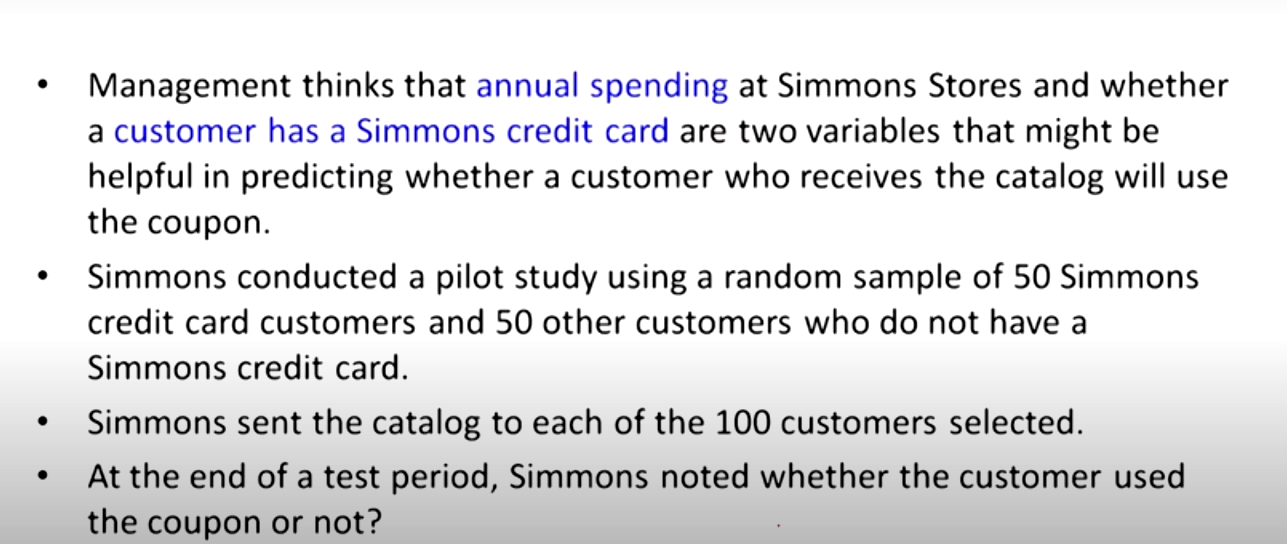 • Management thinks that annual spending at Simmons Stores and whether
a customer has a Simmons credit card are two variables that might be
helpful in predicting whether a customer who receives the catalog will use
the coupon.
• Simmons conducted a pilot study using a random sample of 50 Simmons
credit card customers and 50 other customers who do not have a
Simmons credit card.
• Simmons sent the catalog to each of the 100 customers selected.
• At the end of a test period, Simmons noted whether the customer used
the coupon or not?